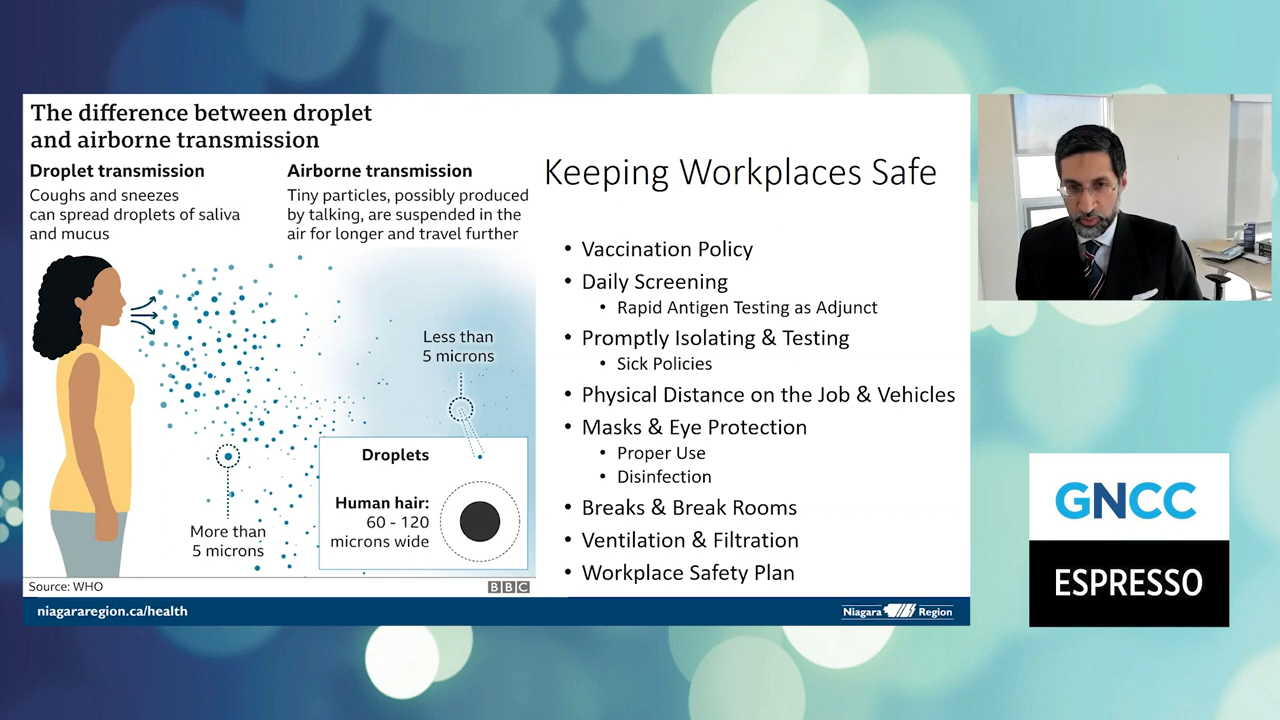 The difference between droplet
and airborne transmission
Droplet transmission
Coughs and sneezes
can spread droplets of saliva
and mucus
Airborne transmission
Tiny particles, possibly produced
by talking, are suspended in the
air for longer and travel further
Less than
5 microns
More than
5 microns
Droplets
Human hair:
60 - 120
microns wide
Source: WHO
BBC
Keeping Workplaces Safe
• Vaccination Policy
• Daily Screening
• Rapid Antigen Testing as Adjunct
• Promptly Isolating & Testing
• Sick Policies
• Physical Distance on the Job & Vehicles
• Masks & Eye Protection
• Proper Use
• Disinfection
• Breaks & Break Rooms
• Ventilation & Filtration
• Workplace Safety Plan
niagararegion.ca/health
Niagara Region
GNCC
ESPRESSO